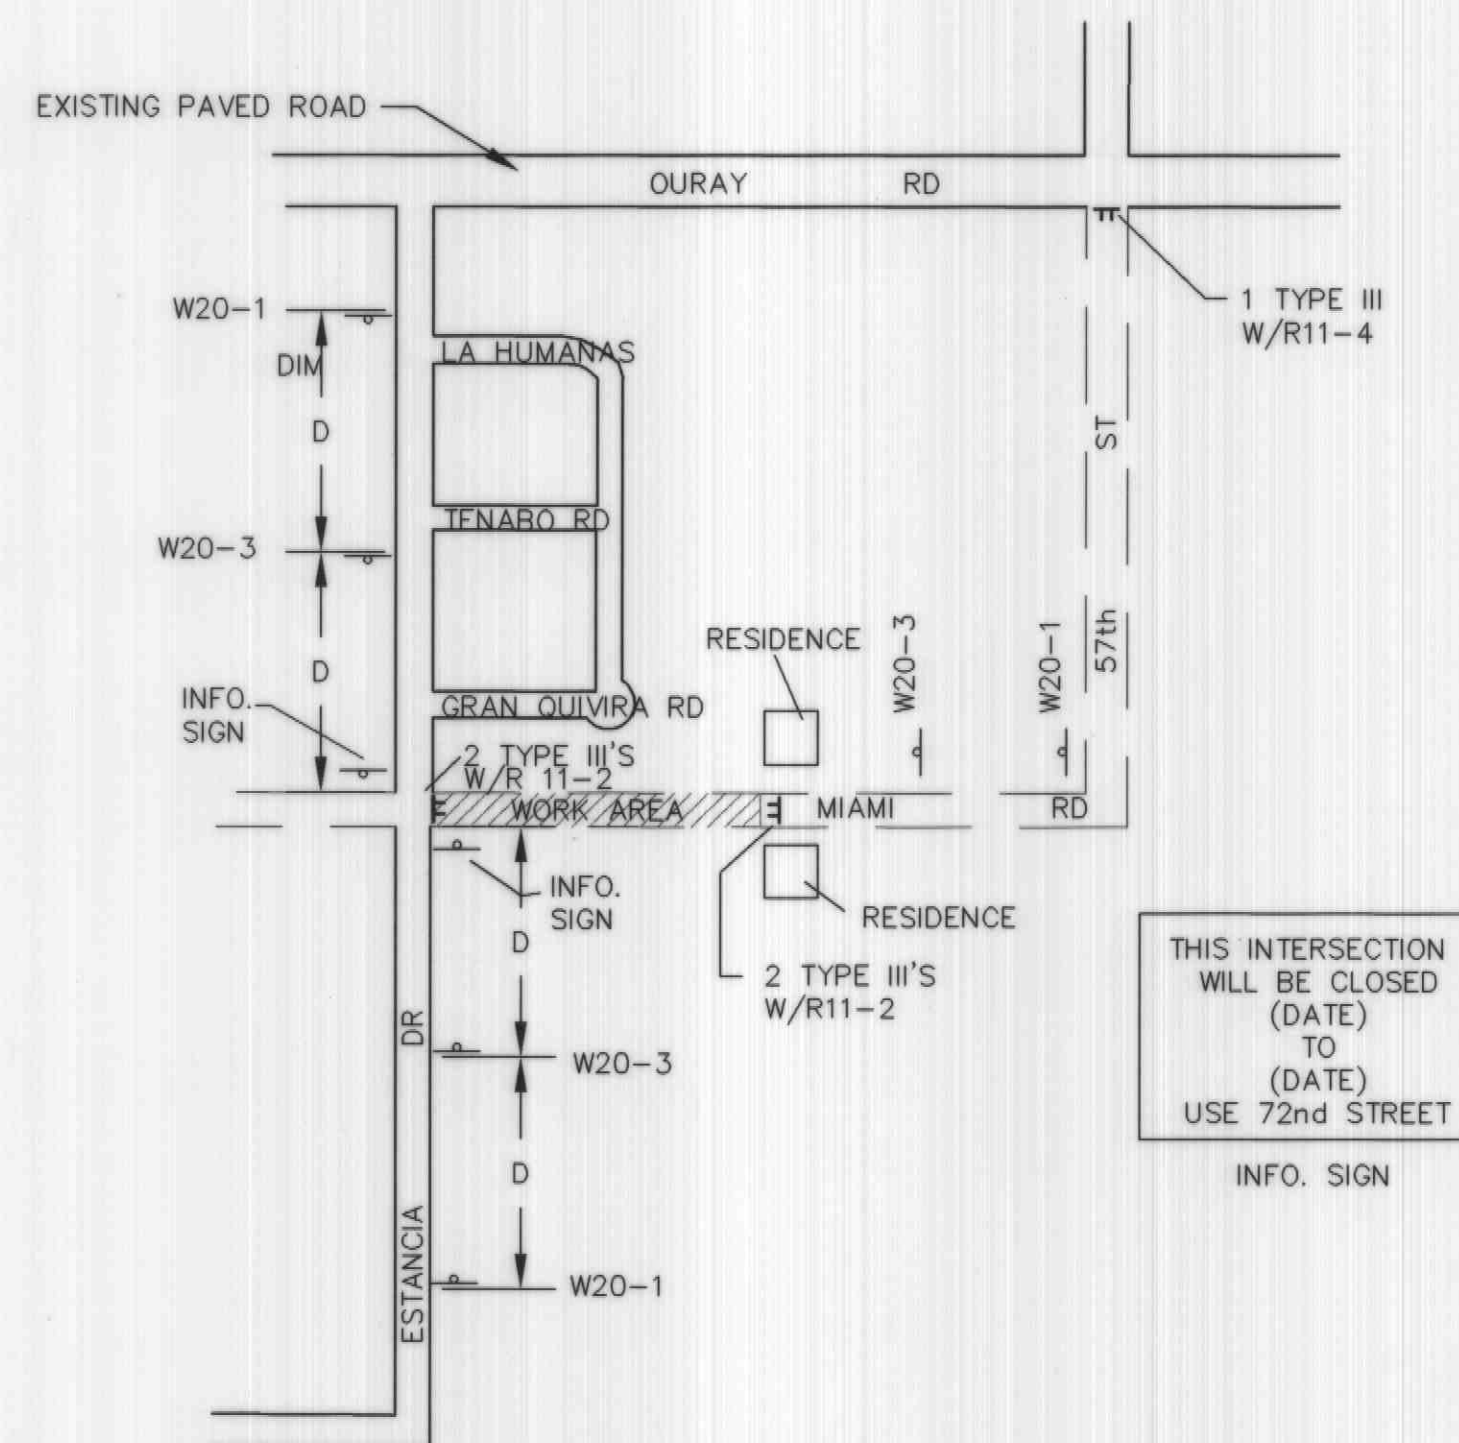 EXISTING PAVED ROAD
OURAY RD
W20-1
1 TYPE III
W/R11-4
DIM
LA HUMANAS
D
ST
TENABO RD
W20-3
57th
RESIDENCE
W20-3
W20-1
D
INFO.
SIGN
GRAN QUIVIRA RD
2 TYPE III'S
W/R 11-2
WORK AREA
MIAMI RD
INFO.
SIGN
RESIDENCE
D
2 TYPE III'S
W/R11-2
THIS INTERSECTION
WILL BE CLOSED
(DATE)
TO
(DATE)
USE 72nd STREET
INFO. SIGN
ESTANCIA DR
W20-3
D
W20-1